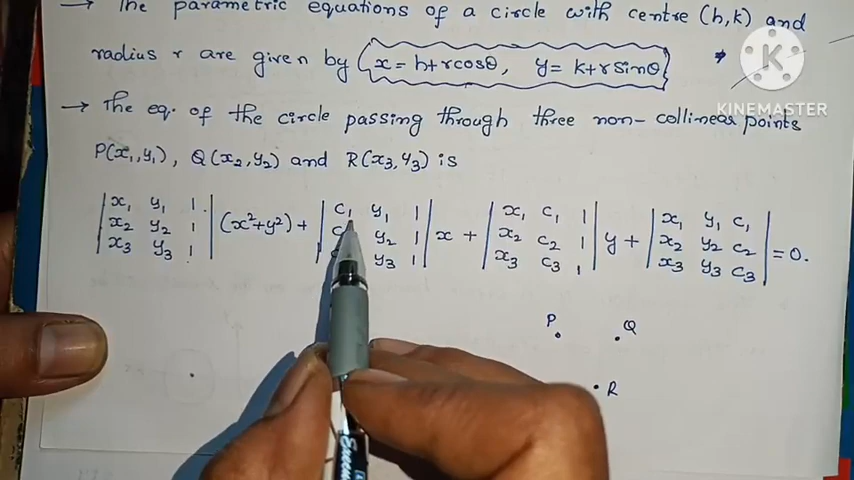 → The parametric equations of a circle with centre (h,k) and
radius r are given by x = h+rcosθ, y = k+rsinθ
→ The eq. of the circle passing through three non-collinear points
P(x₁,y₁), Q(x₂,y₂) and R(x₃,y₃) is
|x₁ y₁ 1| (x²+y²) + |c₁ y₁ 1| x + |x₁ c₁ 1| y + |x₁ y₁ c₁| = 0.
|x₂ y₂ 1| |c y₂ 1| |x₂ c₂ 1| |x₂ y₂ c₂|
|x₃ y₃ 1| | y₃ 1| |x₃ c₃ 1| |x₃ y₃ c₃|
P
Q
R
K
KINEMASTER